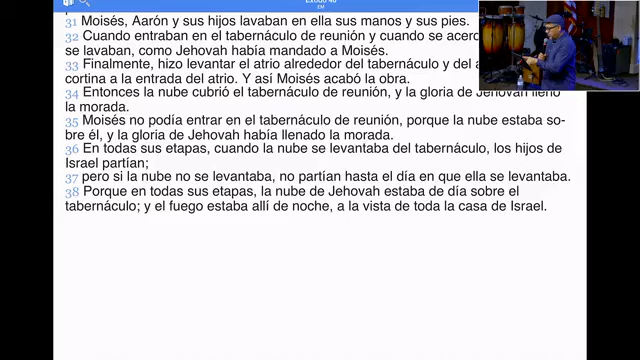 Éxodo 40
31 Moisés, Aarón y sus hijos lavaban en ella sus manos y sus pies.
32 Cuando entraban en el tabernáculo de reunión y cuando se
se lavaban, como Jehovah había mandado a Moisés.
33 Finalmente, hizo levantar el atrio alrededor del tabernáculo y del
cortina a la entrada del atrio. Y así Moisés acabó la obra.
34 Entonces la nube cubrió el tabernáculo de reunión, y la gloria de Jehovah llenó
la morada.
35 Moisés no podía entrar en el tabernáculo de reunión, porque la nube estaba so-
bre él, y la gloria de Jehovah había llenado la morada.
36 En todas sus etapas, cuando la nube se levantaba del tabernáculo, los hijos de
Israel partían;
37 pero si la nube no se levantaba, no partían hasta el día en que ella se levantaba.
38 Porque en todas sus etapas, la nube de Jehovah estaba de día sobre el
tabernáculo; y el fuego estaba allí de noche, a la vista de toda la casa de Israel.